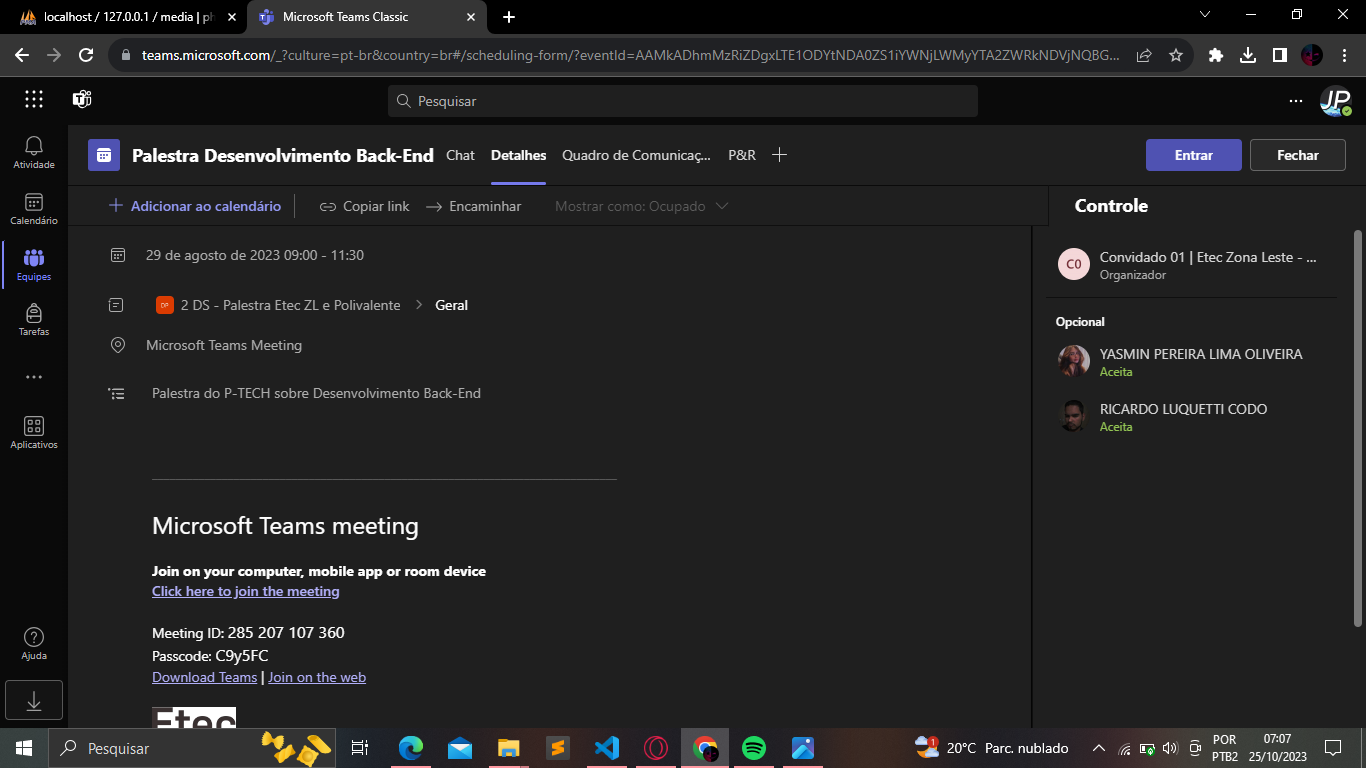 localhost / 127.0.0.1 / media | ph
Microsoft Teams Classic
teams.microsoft.com/_?culture=pt-br&country=br#/scheduling-form/?eventId=AAMkADhmMzRiZDgxLTE1ODYtNDA0ZS1iYWNjLWMyYTA2ZWRkNDVjNQBG...
Pesquisar
JP
Atividade
Calendário
Equipes
Tarefas
Aplicativos
Ajuda
Palestra Desenvolvimento Back-End
Chat
Detalhes
Quadro de Comunicaç...
P&R
Entrar
Fechar
Adicionar ao calendário
Copiar link
Encaminhar
Mostrar como: Ocupado
29 de agosto de 2023 09:00 - 11:30
DP 2 DS - Palestra Etec ZL e Polivalente > Geral
Microsoft Teams Meeting
Palestra do P-TECH sobre Desenvolvimento Back-End
Microsoft Teams meeting
Join on your computer, mobile app or room device
Click here to join the meeting
Meeting ID: 285 207 107 360
Passcode: C9y5FC
Download Teams | Join on the web
Etec
Controle
C0
Convidado 01 | Etec Zona Leste - ...
Organizador
Opcional
YASMIN PEREIRA LIMA OLIVEIRA
Aceita
RICARDO LUQUETTI CODO
Aceita
Pesquisar
1
20°C Parc. nublado
POR
PTB2
07:07
25/10/2023